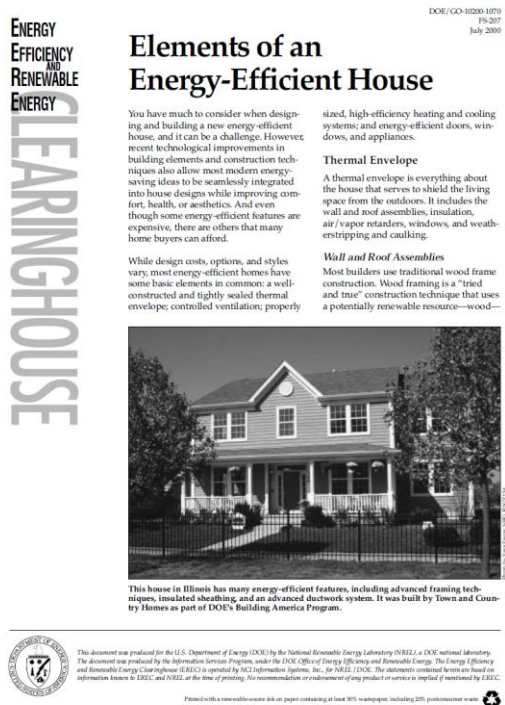 DOE/GO-10200-1070
FS-207
July 2000
ENERGY
EFFICIENCY
AND
RENEWABLE
ENERGY
CLEARINGHOUSE
Elements of an
Energy-Efficient House
You have much to consider when design-
ing and building a new energy-efficient
house, and it can be a challenge. However,
recent technological improvements in
building elements and construction tech-
niques also allow most modern energy-
saving ideas to be seamlessly integrated
into house designs while improving com-
fort, health, or aesthetics. And even
though some energy-efficient features are
expensive, there are others that many
home buyers can afford.
While design costs, options, and styles
vary, most energy-efficient homes have
some basic elements in common: a well-
constructed and tightly sealed thermal
envelope; controlled ventilation; properly
sized, high-efficiency heating and cooling
systems; and energy-efficient doors, win-
dows, and appliances.
Thermal Envelope
A thermal envelope is everything about
the house that serves to shield the living
space from the outdoors. It includes the
wall and roof assemblies, insulation,
air/vapor retarders, windows, and weath-
erstripping and caulking.
Wall and Roof Assemblies
Most builders use traditional wood frame
construction. Wood framing is a “tried
and true” construction technique that uses
a potentially renewable resource—wood—
This house in Illinois has many energy-efficient features, including advanced framing tech-
niques, insulated sheathing, and an advanced ductwork system. It was built by Town and Coun-
try Homes as part of DOE's Building America Program.
This document was produced for the U.S. Department of Energy (DOE) by the National Renewable Energy Laboratory (NREL), a DOE national laboratory.
The document was produced by the Information Services Program, under the DOE Office of Energy Efficiency and Renewable Energy. The Energy Efficiency
and Renewable Energy Clearinghouse (EREC) is operated by NCI Information Systems, Inc., for NREL / DOE. The statements contained herein are based on
information known to EREC and NREL at the time of printing. No recommendation or endorsement of any product or service is implied if mentioned by EREC.
Printed with a renewable-source ink on paper containing at least 50% wastepaper, including 20% postconsumer waste